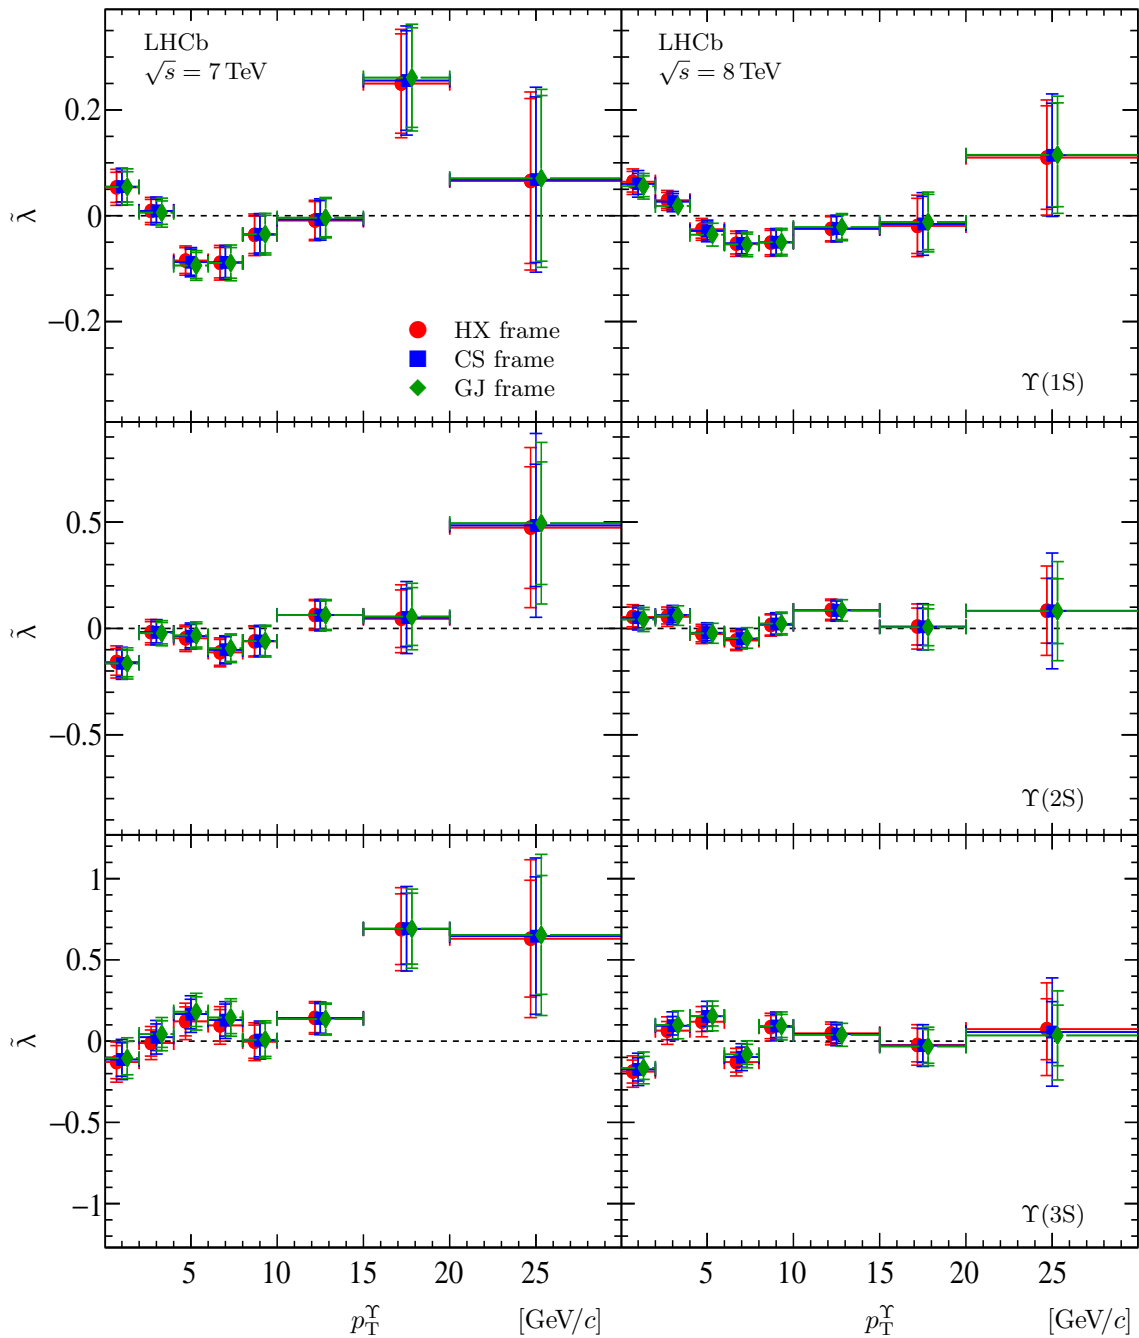 LHCb
√s = 7 TeV
LHCb
√s = 8 TeV
0.2
0
−0.2
λ̃
HX frame
CS frame
GJ frame
ϒ(1S)
0.5
0
−0.5
λ̃
ϒ(2S)
1
0.5
0
−0.5
−1
λ̃
ϒ(3S)
5 10 15 20 25
5 10 15 20 25
p_T^ϒ [GeV/c]
p_T^ϒ [GeV/c]